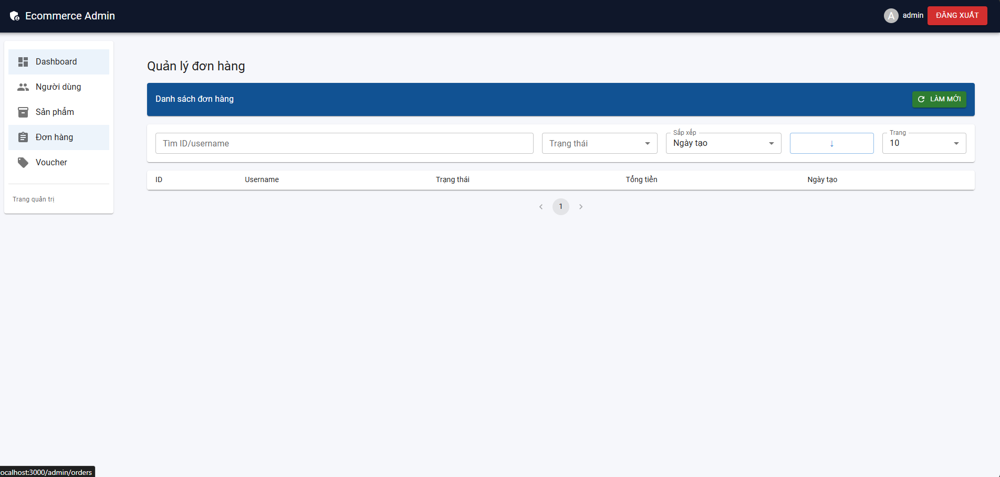 Ecommerce Admin
A admin ĐĂNG XUẤT
Dashboard
Người dùng
Sản phẩm
Đơn hàng
Voucher
Trang quản trị
Quản lý đơn hàng
Danh sách đơn hàng
LÀM MỚI
Tìm ID/username
Trạng thái
Sắp xếp
Ngày tạo
↓
Trang
10
ID Username Trạng thái Tổng tiền Ngày tạo
1
ocalhost:3000/admin/orders